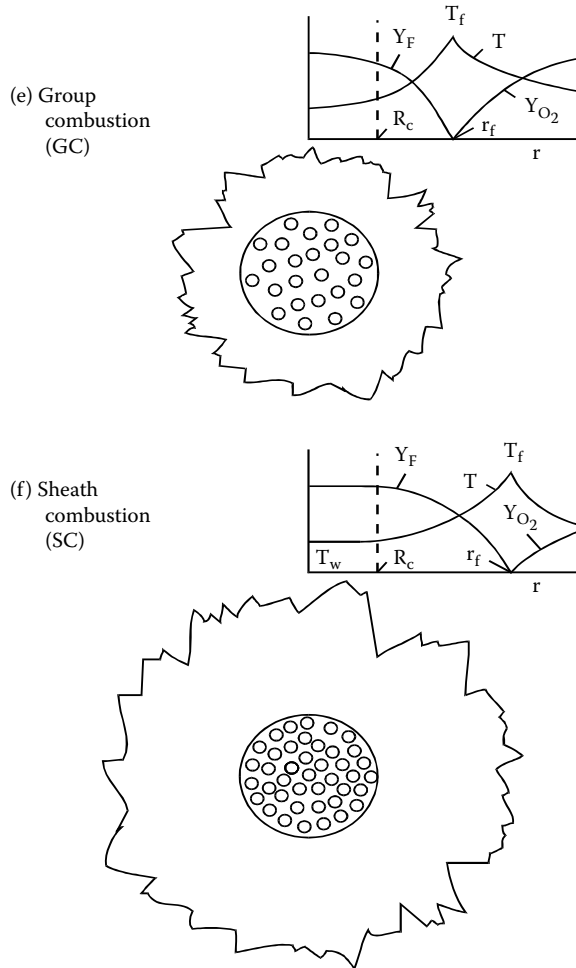 T_f
Y_F
T
(e) Group
combustion
(GC)
Y_O2
R_c
r_f
r
T_f
(f) Sheath
combustion
(SC)
Y_F
T
Y_O2
T_w
R_c
r_f
r